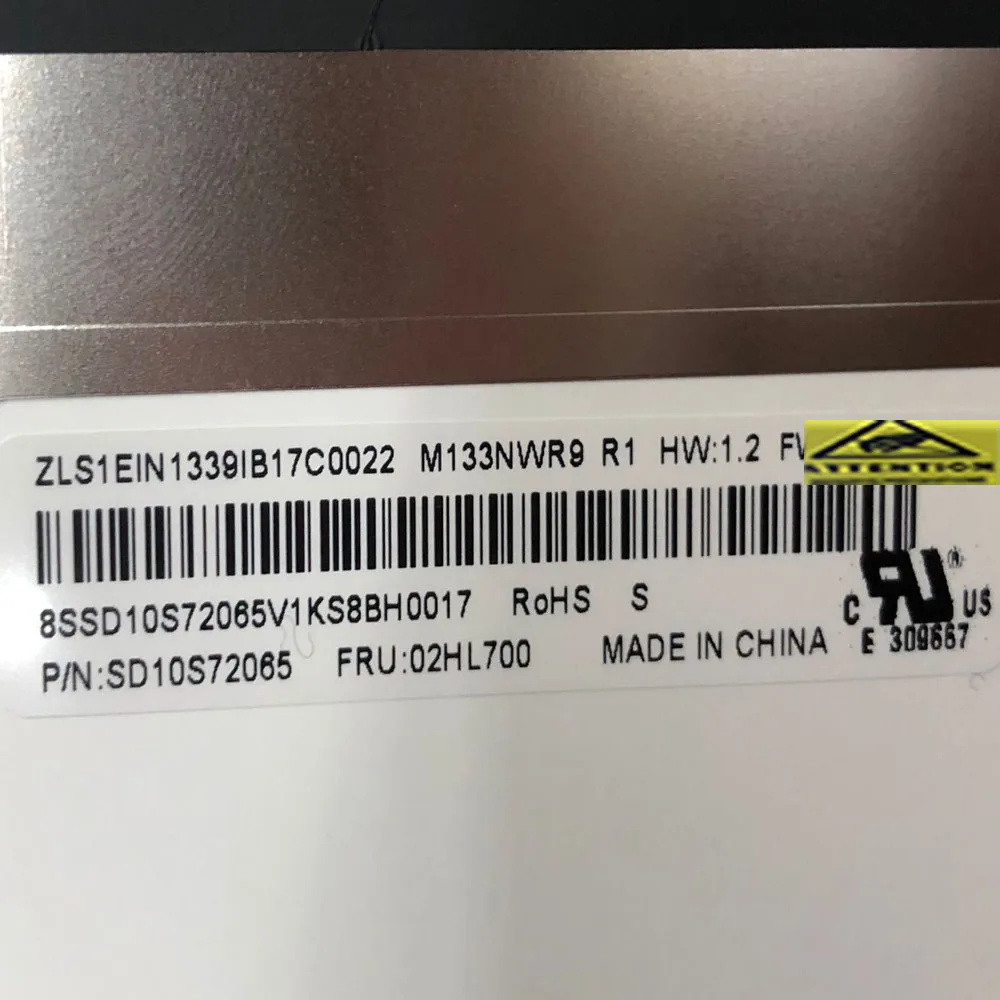 ZLS1EIN1339IB17C0022 M133NWR9 R1 HW:1.2
ATTENTION
8SSD10S72065V1KS8BH0017 RoHS S
C US
P/N:SD10S72065 FRU:02HL700 MADE IN CHINA E 309667